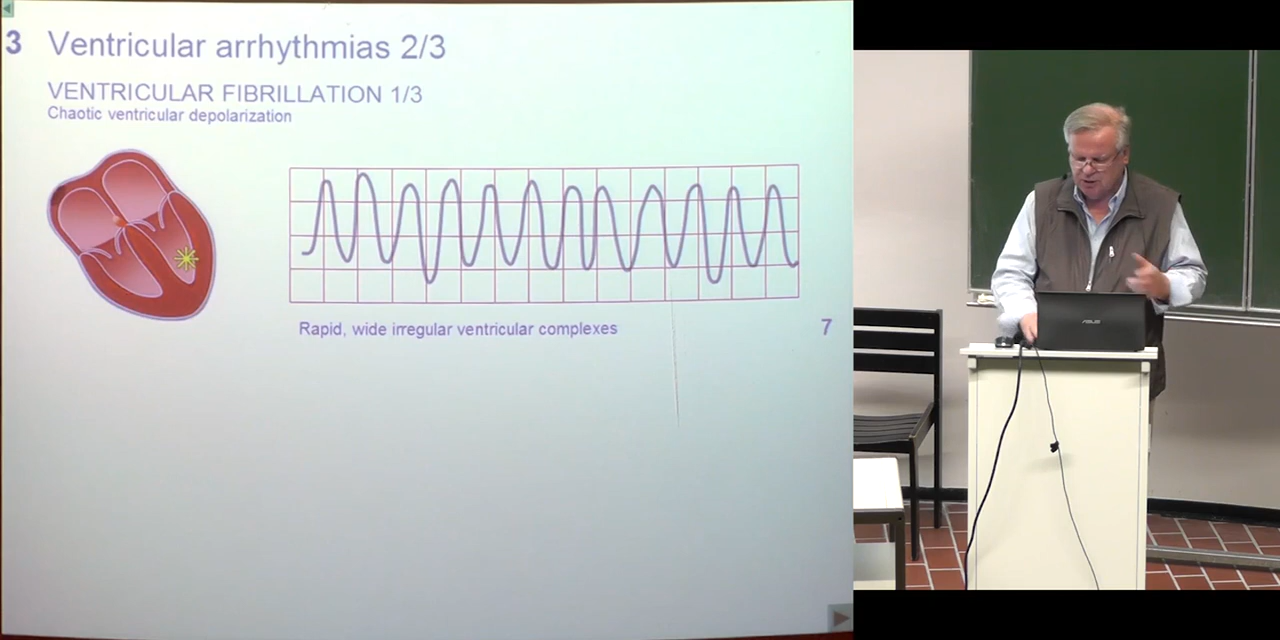 3 Ventricular arrhythmias 2/3
VENTRICULAR FIBRILLATION 1/3
Chaotic ventricular depolarization
Rapid, wide irregular ventricular complexes
7
ASUS